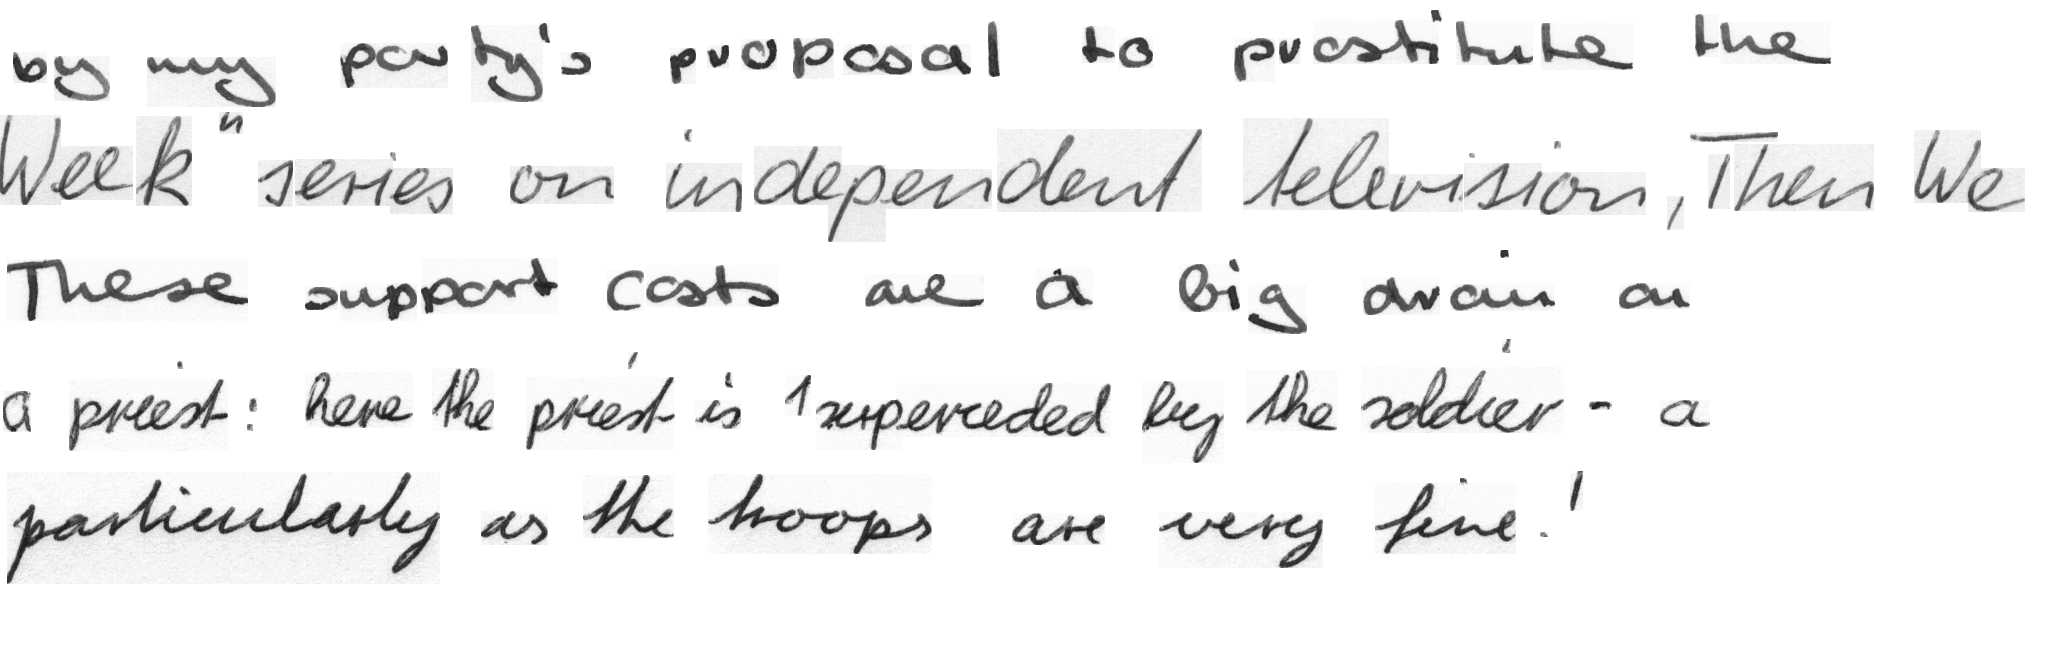 by my party's proposal to prostitute the
Week" series on independent television, Then We
These support costs are a big drain on
a priest: here the priest is 'superceded by the soldier - a
particularly as the troops are very fine.'